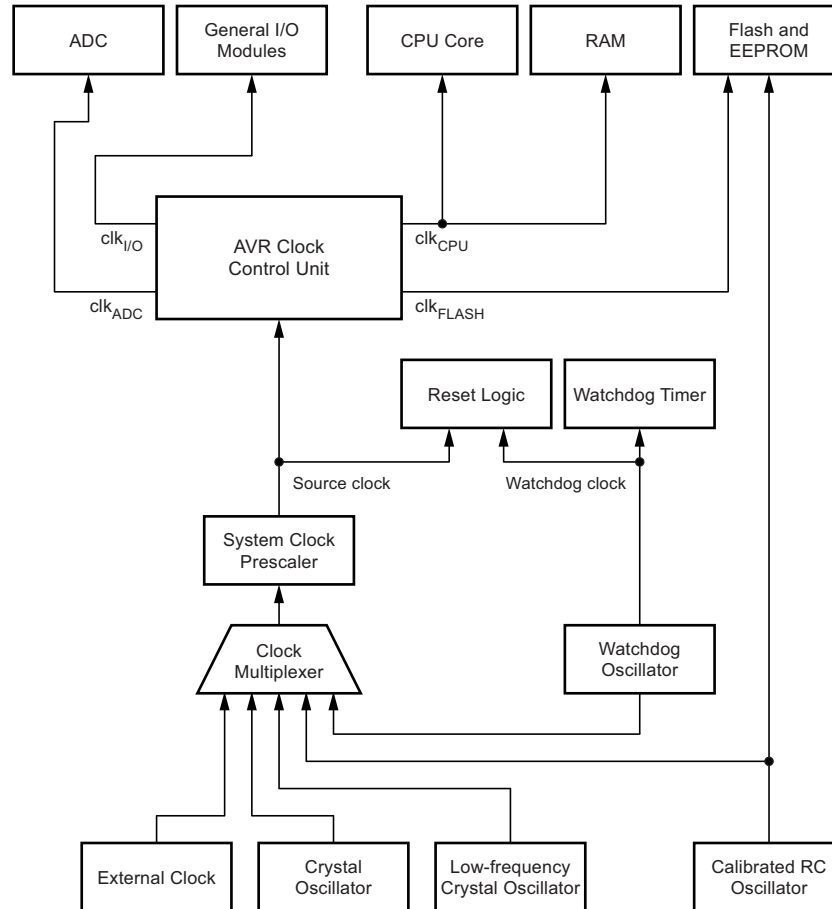 ADC
General I/O
Modules
CPU Core
RAM
Flash and
EEPROM
clkI/O
AVR Clock
Control Unit
clkCPU
clkADC
clkFLASH
Reset Logic
Watchdog Timer
Source clock
Watchdog clock
System Clock
Prescaler
Clock
Multiplexer
Watchdog
Oscillator
External Clock
Crystal
Oscillator
Low-frequency
Crystal Oscillator
Calibrated RC
Oscillator